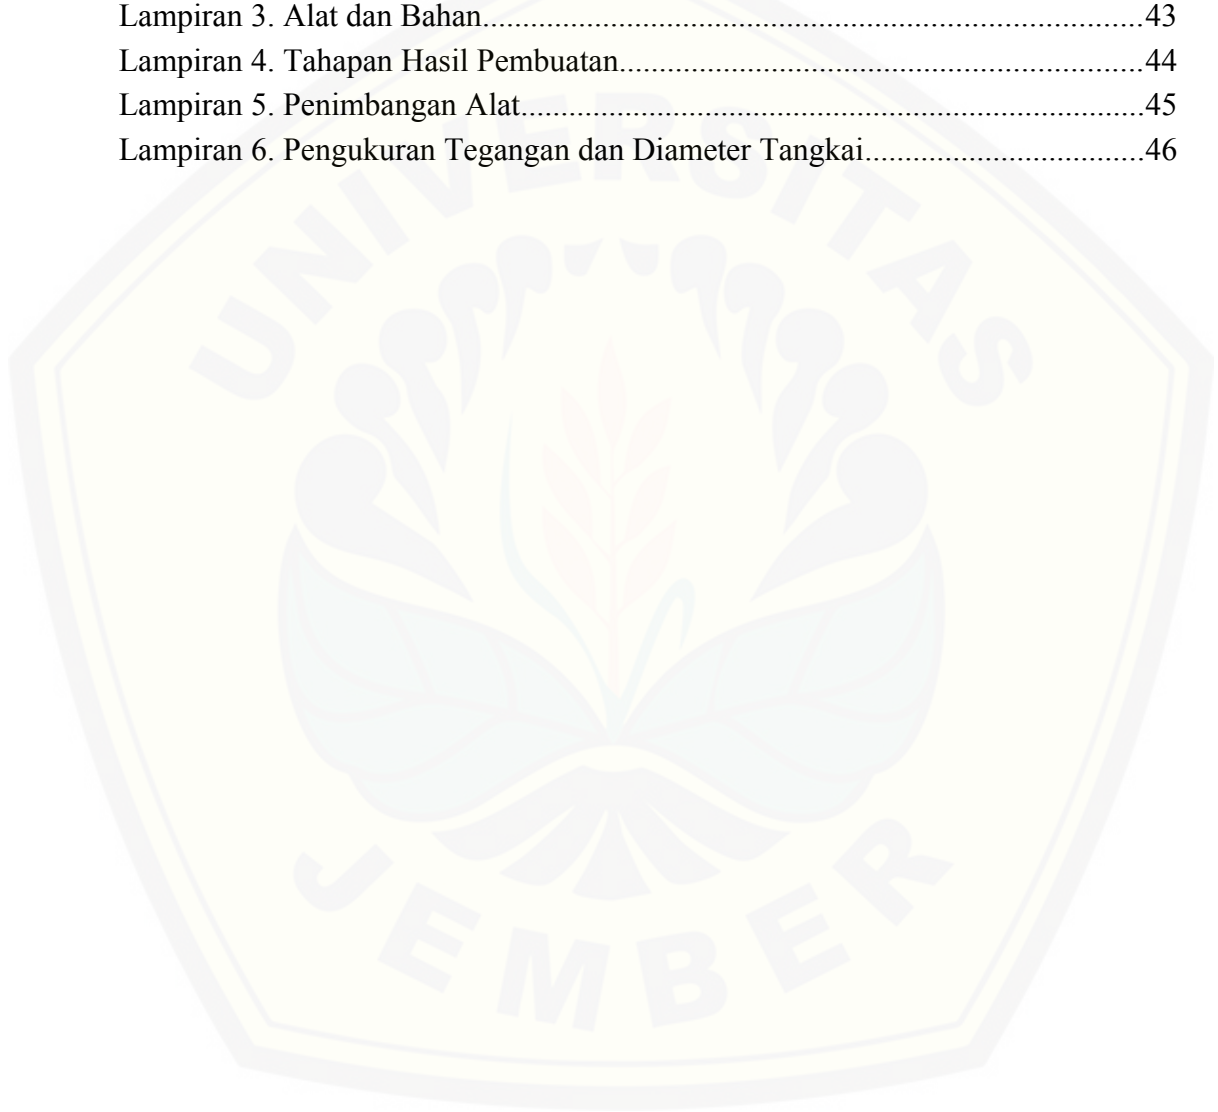 Lampiran 3. Alat dan Bahan....................................................................................43
Lampiran 4. Tahapan Hasil Pembuatan..................................................................44
Lampiran 5. Penimbangan Alat...............................................................................45
Lampiran 6. Pengukuran Tegangan dan Diameter Tangkai...................................46
UNIVERSITAS
JEMBER